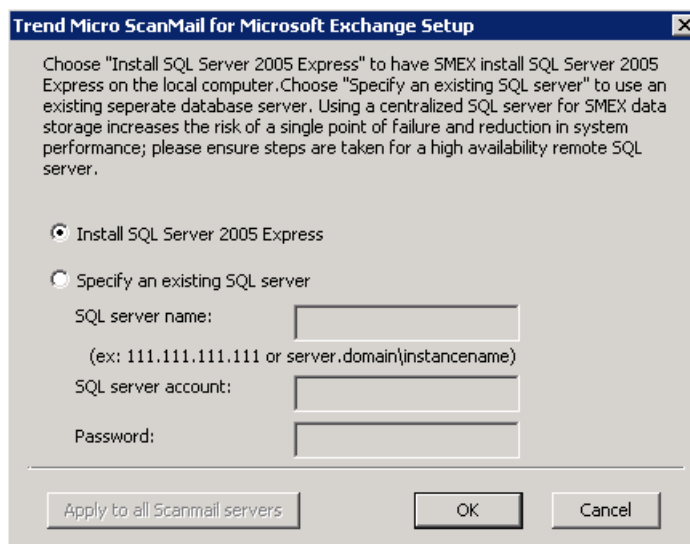 Trend Micro ScanMail for Microsoft Exchange Setup
Choose "Install SQL Server 2005 Express" to have SMEX install SQL Server 2005
Express on the local computer.Choose "Specify an existing SQL server" to use an
existing seperate database server. Using a centralized SQL server for SMEX data
storage increases the risk of a single point of failure and reduction in system
performance; please ensure steps are taken for a high availability remote SQL
server.
Install SQL Server 2005 Express
Specify an existing SQL server
SQL server name:
(ex: 111.111.111.111 or server.domain\instancename)
SQL server account:
Password:
Apply to all Scanmail servers
OK
Cancel